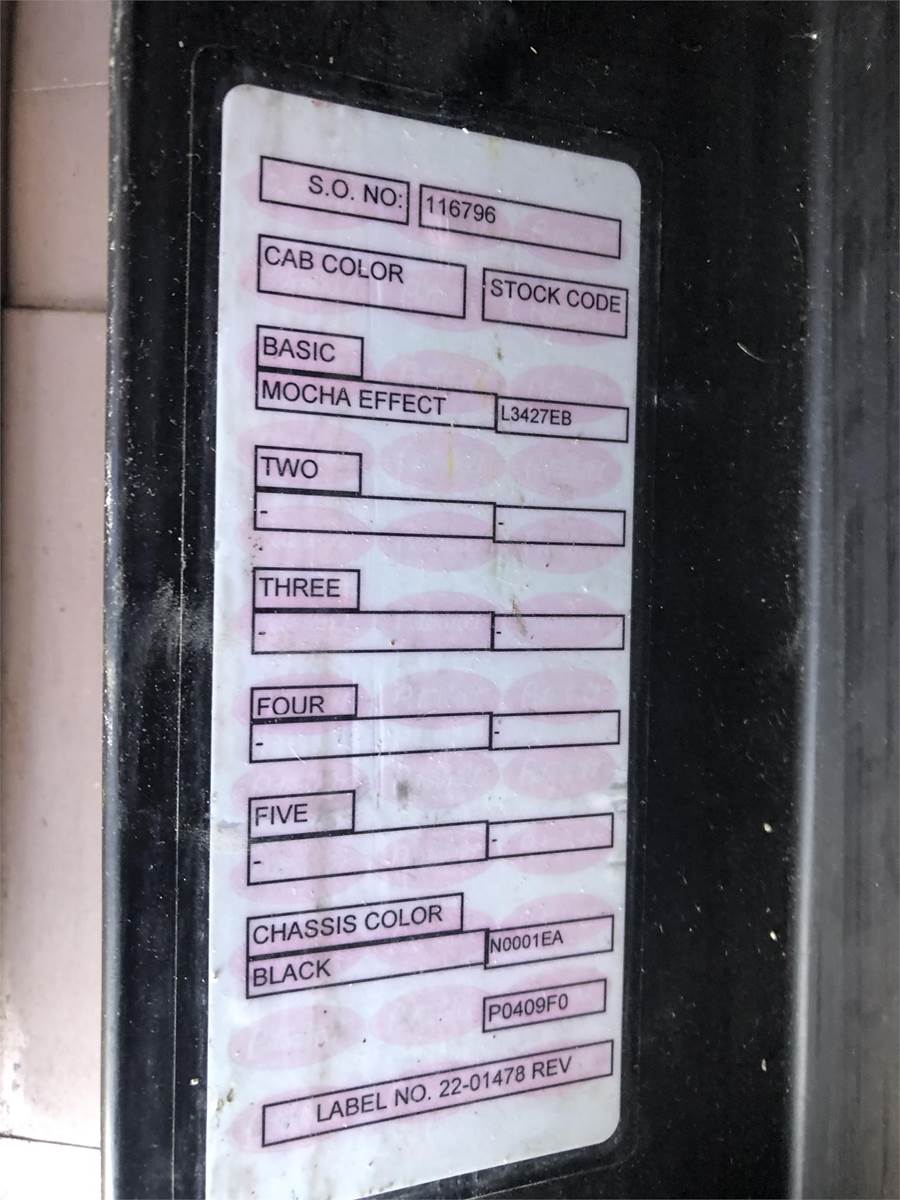 S.O. NO: 116796
CAB COLOR STOCK CODE
BASIC
MOCHA EFFECT L3427EB
TWO
- -
THREE
- -
FOUR
- -
FIVE
- -
CHASSIS COLOR
BLACK N0001EA
P0409F0
LABEL NO. 22-01478 REV